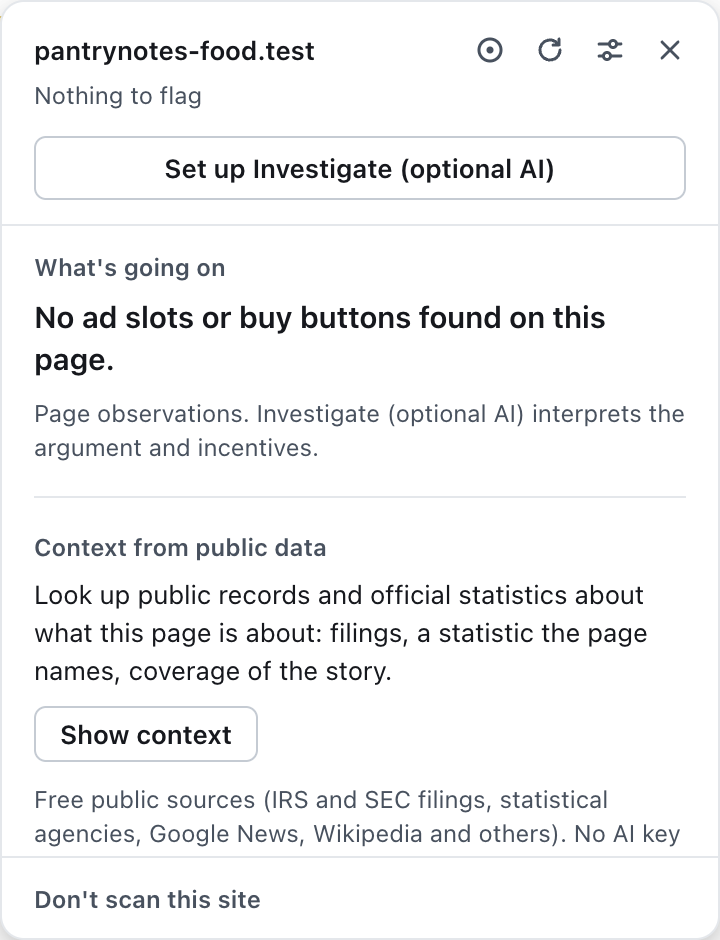 pantrynotes-food.test
Nothing to flag
Set up Investigate (optional AI)
What's going on
No ad slots or buy buttons found on this
page.
Page observations. Investigate (optional AI) interprets the
argument and incentives.
Context from public data
Look up public records and official statistics about
what this page is about: filings, a statistic the page
names, coverage of the story.
Show context
Free public sources (IRS and SEC filings, statistical
agencies, Google News, Wikipedia and others). No AI key
Don't scan this site